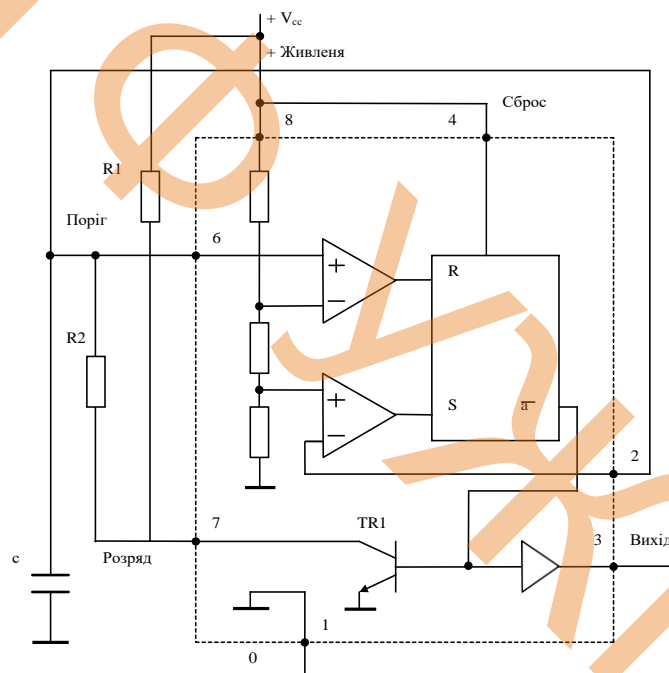 + Vcc
+ Живленя
Сброс
8
4
R1
Поріг
6
+
R
−
R2
+
S
a
−
2
7
TR1
3
Вихід
c
Розряд
1
0